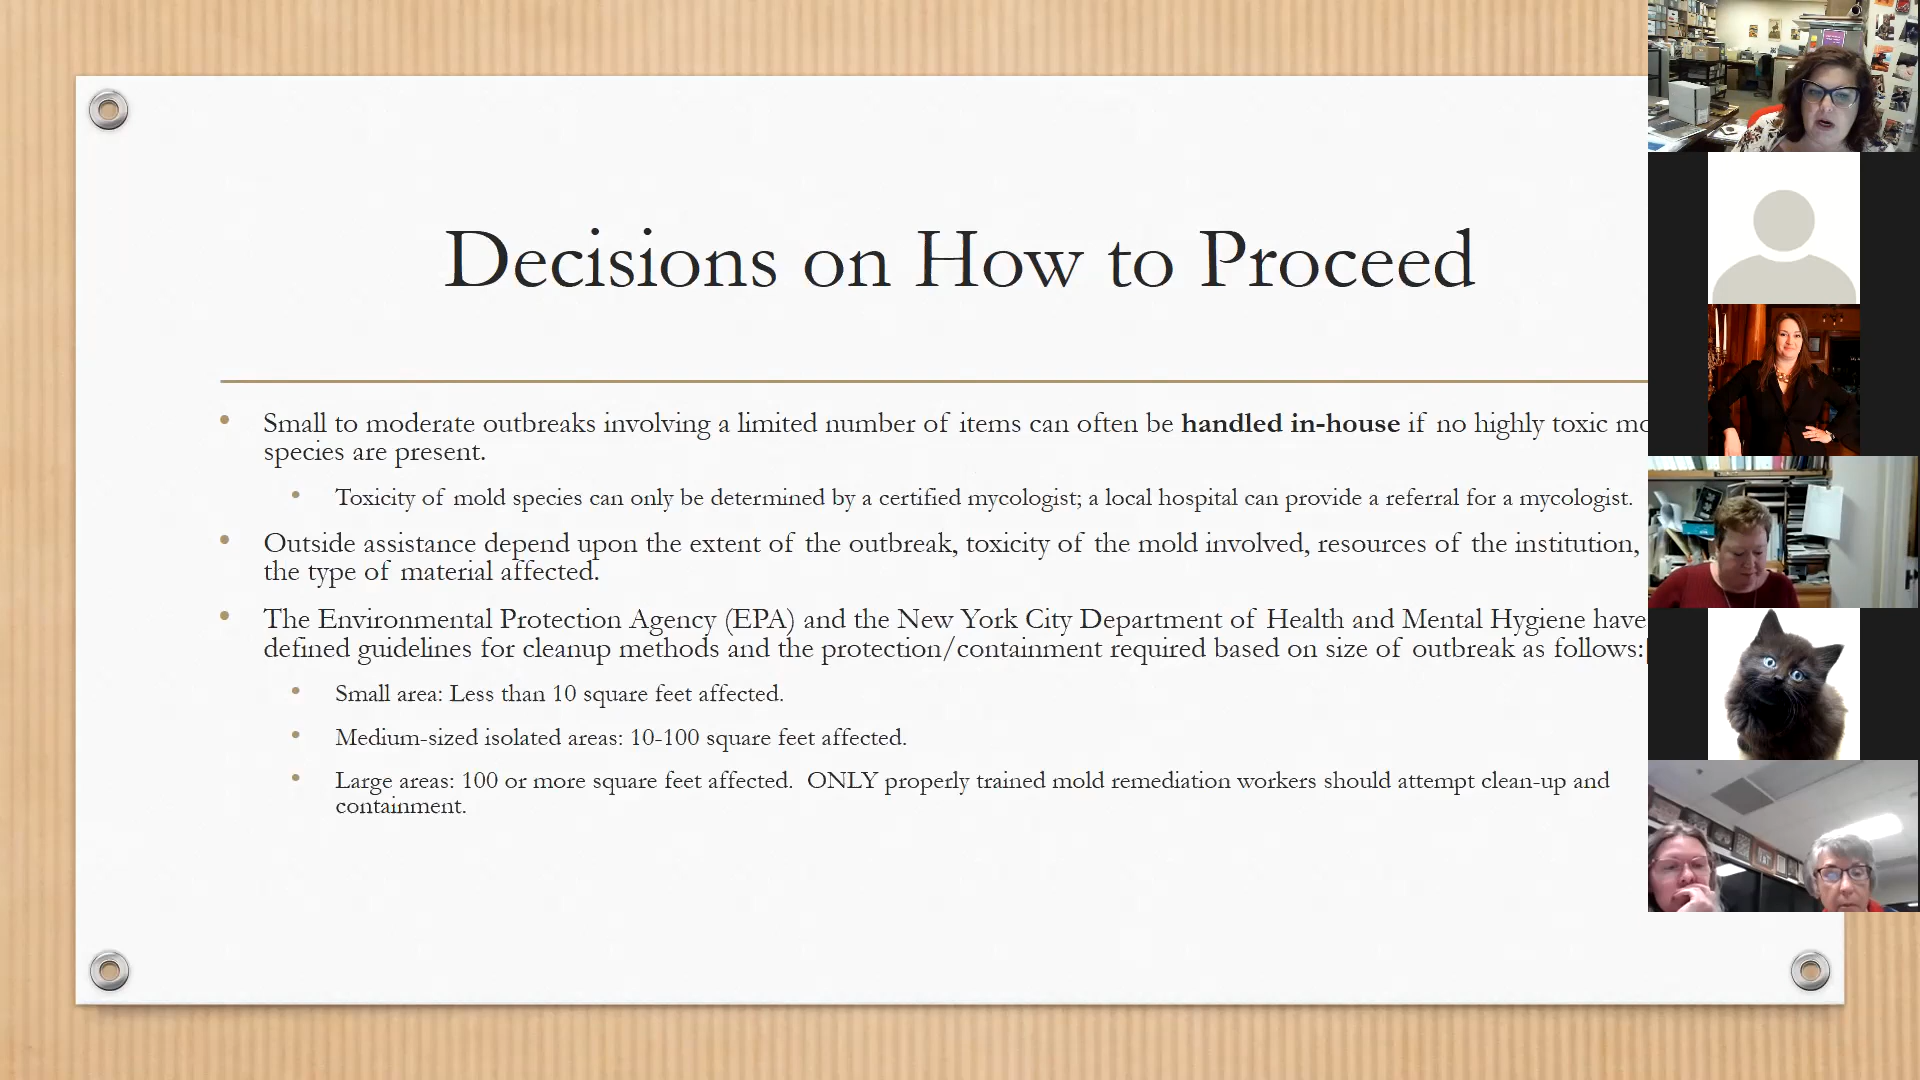 Decisions on How to Proceed
• Small to moderate outbreaks involving a limited number of items can often be handled in-house if no highly toxic
species are present.
• Toxicity of mold species can only be determined by a certified mycologist; a local hospital can provide a referral for a mycologist.
• Outside assistance depend upon the extent of the outbreak, toxicity of the mold involved, resources of the institution,
the type of material affected.
• The Environmental Protection Agency (EPA) and the New York City Department of Health and Mental Hygiene have
defined guidelines for cleanup methods and the protection/containment required based on size of outbreak as follows:
• Small area: Less than 10 square feet affected.
• Medium-sized isolated areas: 10-100 square feet affected.
• Large areas: 100 or more square feet affected. ONLY properly trained mold remediation workers should attempt clean-up and
containment.